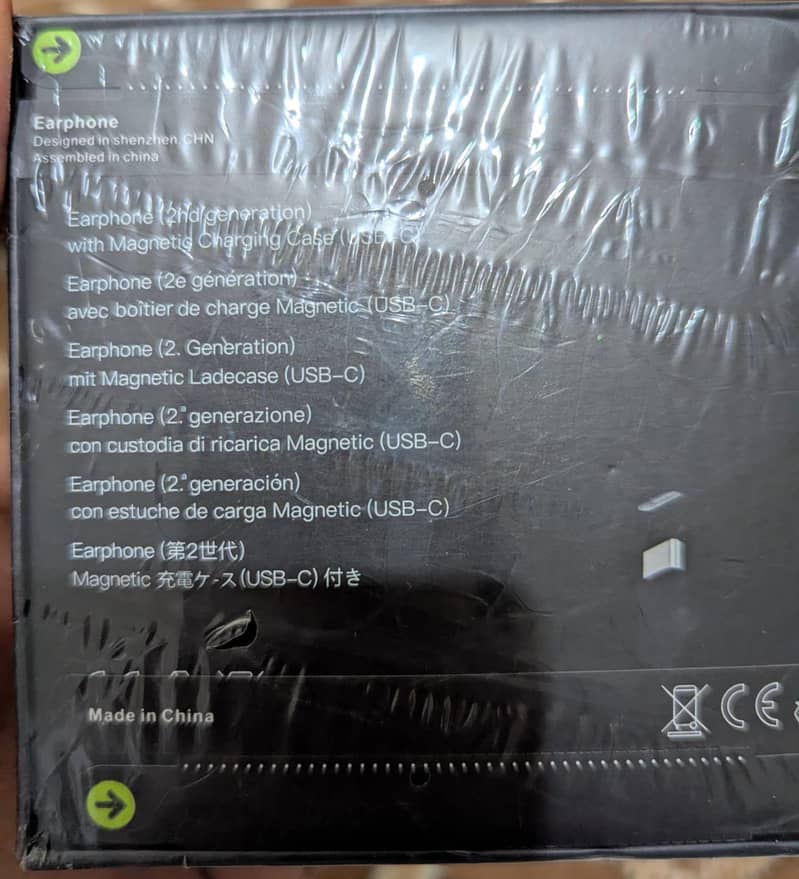 Earphone
Designed in shenzhen, CHN
Assembled in china
Earphone (2nd generation)
with Magnetic Charging Case (USB-C)
Earphone (2e génération)
avec boîtier de charge Magnetic (USB-C)
Earphone (2. Generation)
mit Magnetic Ladecase (USB-C)
Earphone (2.ª generazione)
con custodia di ricarica Magnetic (USB-C)
Earphone (2.ª generación)
con estuche de carga Magnetic (USB-C)
Earphone (第2世代)
Magnetic 充電ケース(USB-C) 付き
Made in China
CE